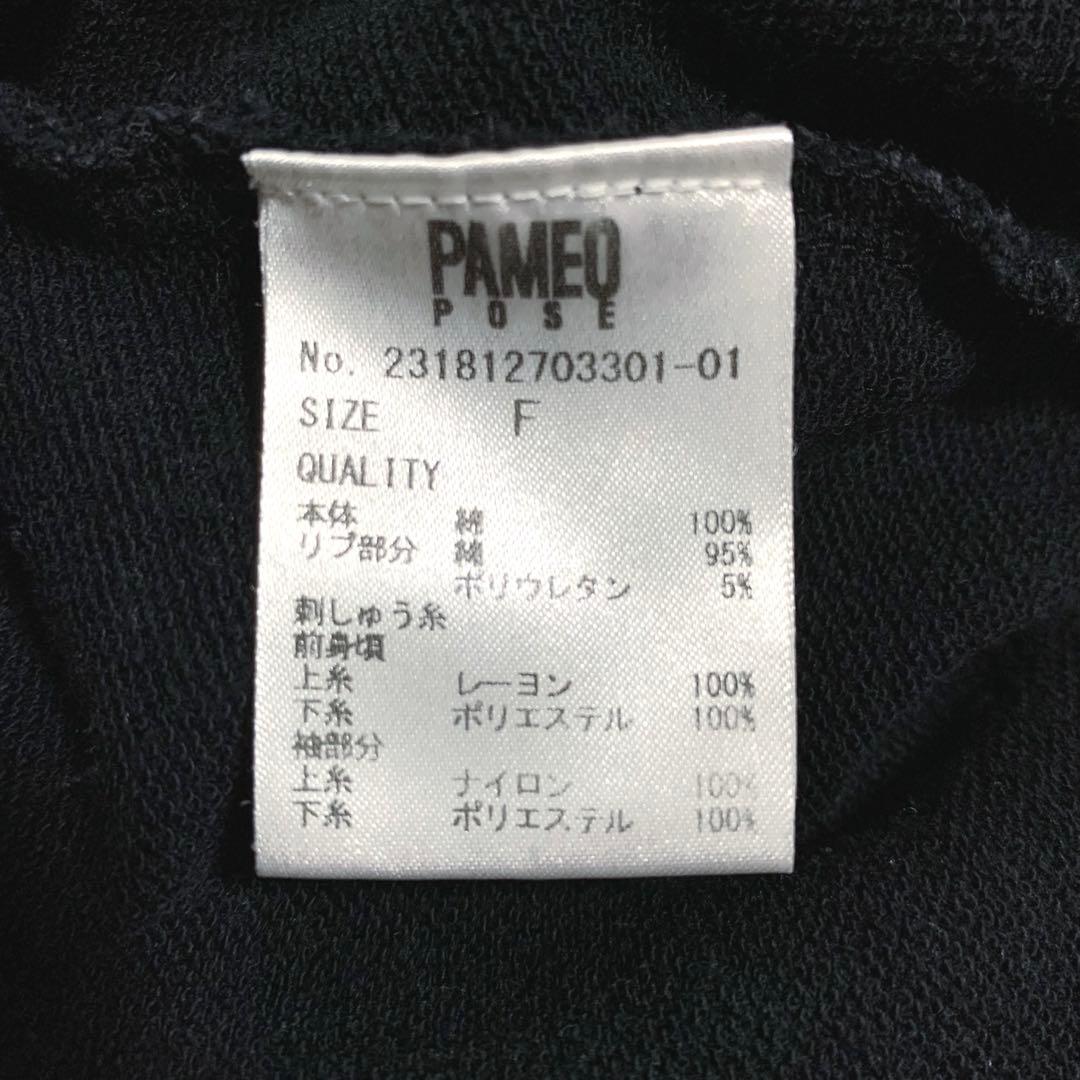 PAMEO
POSE
No. 231812703301-01
SIZE F
QUALITY
本体 綿 100%
リブ部分 綿 95%
ポリウレタン 5%
刺しゅう糸
前身頃
上糸 レーヨン 100%
下糸 ポリエステル 100%
袖部分
上糸 ナイロン 100%
下糸 ポリエステル 100%